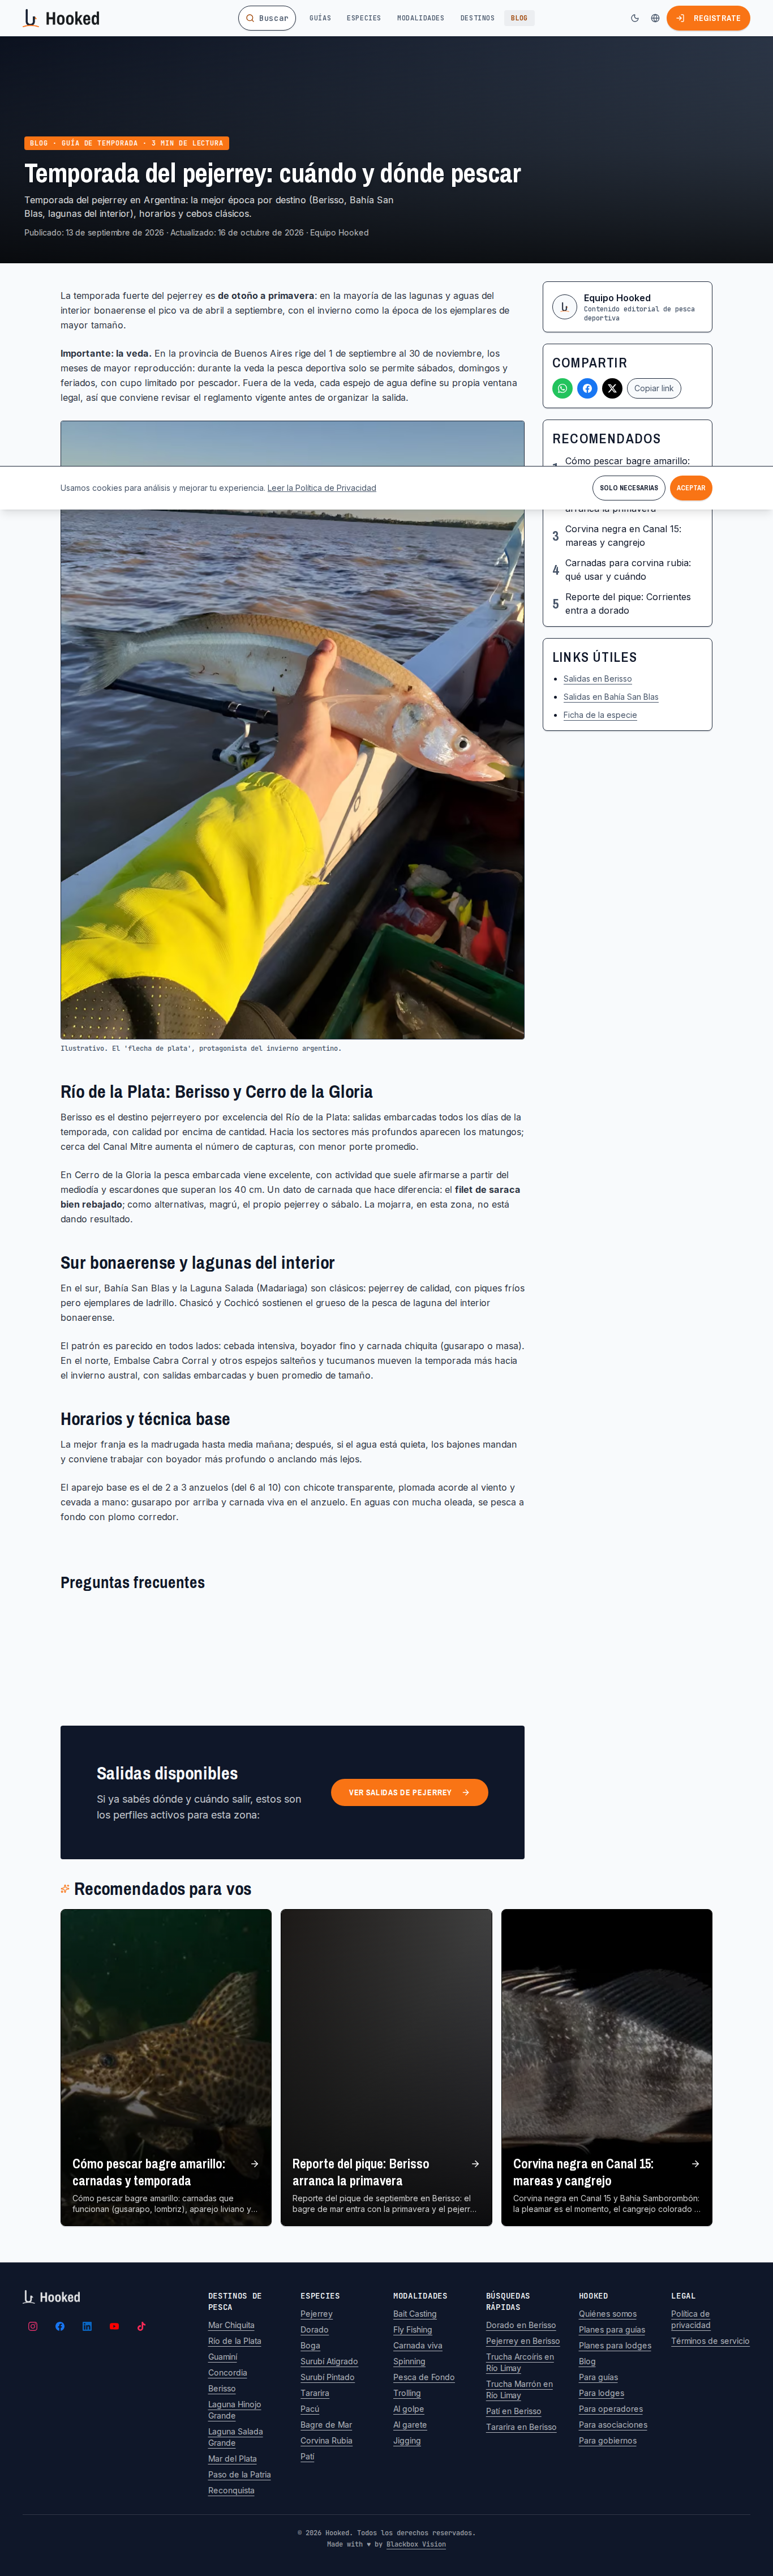 Hooked
Buscar
GUÍAS
ESPECIES
MODALIDADES
DESTINOS
BLOG
REGISTRATE
BLOG · GUÍA DE TEMPORADA · 3 MIN DE LECTURA
Temporada del pejerrey: cuándo y dónde pescar
Temporada del pejerrey en Argentina: la mejor época por destino (Berisso, Bahía San
Blas, lagunas del interior), horarios y cebos clásicos.
Publicado: 13 de septiembre de 2026 · Actualizado: 16 de octubre de 2026 · Equipo Hooked
La temporada fuerte del pejerrey es de otoño a primavera: en la mayoría de las lagunas y aguas del
interior bonaerense el pico va de abril a septiembre, con el invierno como la época de los ejemplares de
mayor tamaño.
Importante: la veda. En la provincia de Buenos Aires rige del 1 de septiembre al 30 de noviembre, los
meses de mayor reproducción: durante la veda la pesca deportiva solo se permite sábados, domingos y
feriados, con cupo limitado por pescador. Fuera de la veda, cada espejo de agua define su propia ventana
legal, así que conviene revisar el reglamento vigente antes de organizar la salida.
Equipo Hooked
Contenido editorial de pesca
deportiva
COMPARTIR
Copiar link
RECOMENDADOS
Cómo pescar bagre amarillo:
Usamos cookies para análisis y mejorar tu experiencia. Leer la Política de Privacidad
SOLO NECESARIAS
ACEPTAR
arranca la primavera
3 Corvina negra en Canal 15:
mareas y cangrejo
4 Carnadas para corvina rubia:
qué usar y cuándo
5 Reporte del pique: Corrientes
entra a dorado
LINKS ÚTILES
Salidas en Berisso
Salidas en Bahía San Blas
Ficha de la especie
Ilustrativo. El 'flecha de plata', protagonista del invierno argentino.
Río de la Plata: Berisso y Cerro de la Gloria
Berisso es el destino pejerreyero por excelencia del Río de la Plata: salidas embarcadas todos los días de la
temporada, con calidad por encima de cantidad. Hacia los sectores más profundos aparecen los matungos;
cerca del Canal Mitre aumenta el número de capturas, con menor porte promedio.
En Cerro de la Gloria la pesca embarcada viene excelente, con actividad que suele afirmarse a partir del
mediodía y escardones que superan los 40 cm. Un dato de carnada que hace diferencia: el filet de saraca
bien rebajado; como alternativas, magrú, el propio pejerrey o sábalo. La mojarra, en esta zona, no está
dando resultado.
Sur bonaerense y lagunas del interior
En el sur, Bahía San Blas y la Laguna Salada (Madariaga) son clásicos: pejerrey de calidad, con piques fríos
pero ejemplares de ladrillo. Chasicó y Cochicó sostienen el grueso de la pesca de laguna del interior
bonaerense.
El patrón es parecido en todos lados: cebada intensiva, boyador fino y carnada chiquita (gusarapo o masa).
En el norte, Embalse Cabra Corral y otros espejos salteños y tucumanos mueven la temporada más hacia
el invierno austral, con salidas embarcadas y buen promedio de tamaño.
Horarios y técnica base
La mejor franja es la madrugada hasta media mañana; después, si el agua está quieta, los bajones mandan
y conviene trabajar con boyador más profundo o anclando más lejos.
El aparejo base es el de 2 a 3 anzuelos (del 6 al 10) con chicote transparente, plomada acorde al viento y
cevada a mano: gusarapo por arriba y carnada viva en el anzuelo. En aguas con mucha oleada, se pesca a
fondo con plomo corredor.
Preguntas frecuentes
Salidas disponibles
Si ya sabés dónde y cuándo salir, estos son
los perfiles activos para esta zona:
VER SALIDAS DE PEJERREY
Recomendados para vos
Cómo pescar bagre amarillo:
carnadas y temporada
Cómo pescar bagre amarillo: carnadas que
funcionan (gusarapo, lombriz), aparejo liviano y...
Reporte del pique: Berisso
arranca la primavera
Reporte del pique de septiembre en Berisso: el
bagre de mar entra con la primavera y el pejerr...
Corvina negra en Canal 15:
mareas y cangrejo
Corvina negra en Canal 15 y Bahía Samborombón:
la pleamar es el momento, el cangrejo colorado ...
Hooked
DESTINOS DE
PESCA
Mar Chiquita
Río de la Plata
Guaminí
Concordia
Berisso
Laguna Hinojo
Grande
Laguna Salada
Grande
Mar del Plata
Paso de la Patria
Reconquista
ESPECIES
Pejerrey
Dorado
Boga
Surubí Atigrado
Surubí Pintado
Tararira
Pacú
Bagre de Mar
Corvina Rubia
Patí
MODALIDADES
Bait Casting
Fly Fishing
Carnada viva
Spinning
Pesca de Fondo
Trolling
Al golpe
Al garete
Jigging
BÚSQUEDAS
RÁPIDAS
Dorado en Berisso
Pejerrey en Berisso
Trucha Arcoíris en
Río Limay
Trucha Marrón en
Río Limay
Patí en Berisso
Tararira en Berisso
HOOKED
Quiénes somos
Planes para guías
Planes para lodges
Blog
Para guías
Para lodges
Para operadores
Para asociaciones
Para gobiernos
LEGAL
Política de
privacidad
Términos de servicio
© 2026 Hooked. Todos los derechos reservados.
Made with ♥ by Blackbox Vision